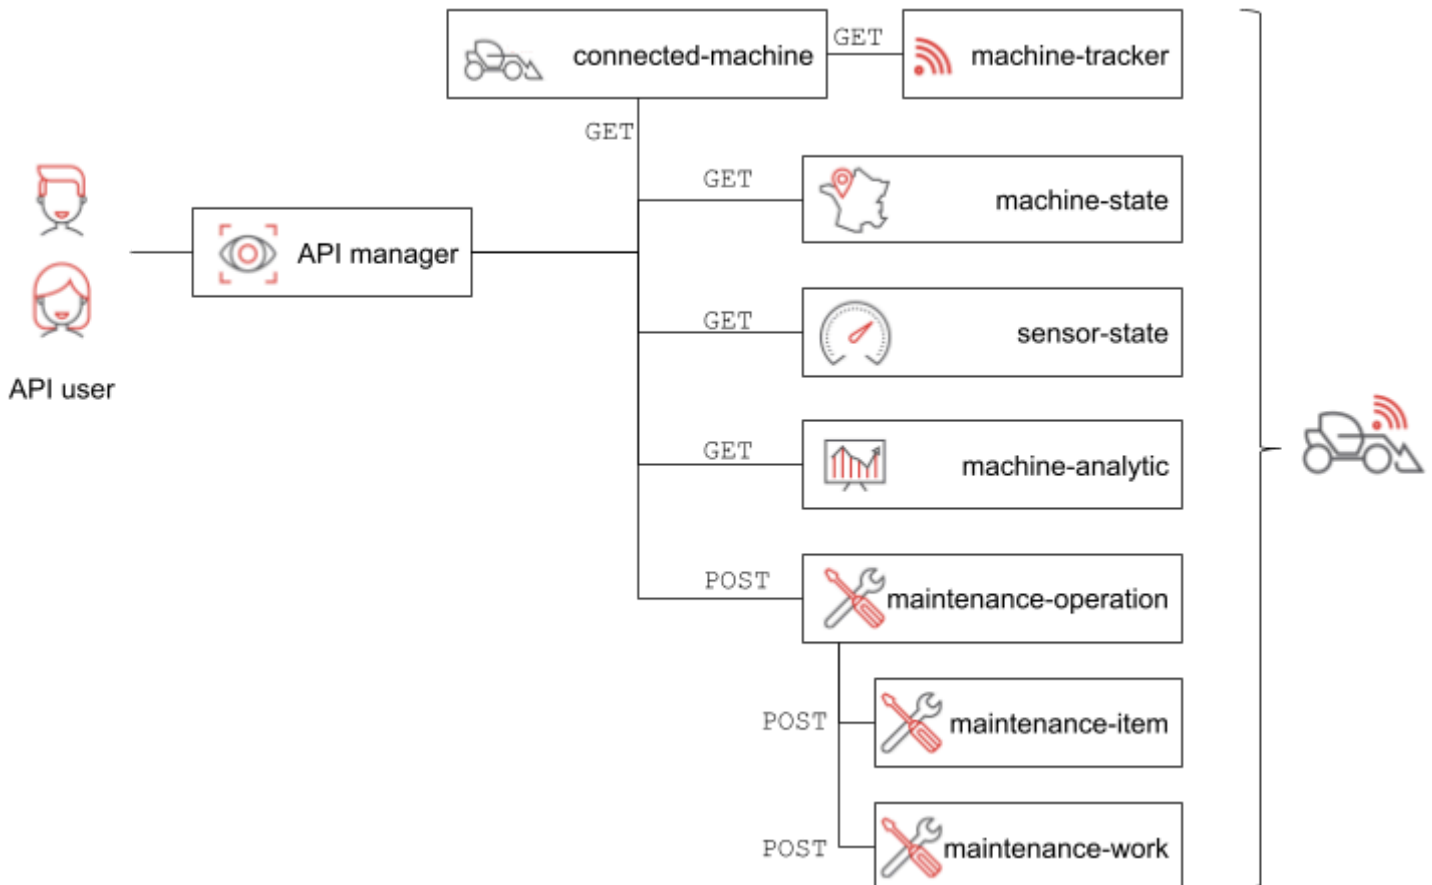 connected-machine
GET
machine-tracker
GET
GET
machine-state
API manager
GET
sensor-state
API user
GET
machine-analytic
POST
maintenance-operation
POST
maintenance-item
POST
maintenance-work